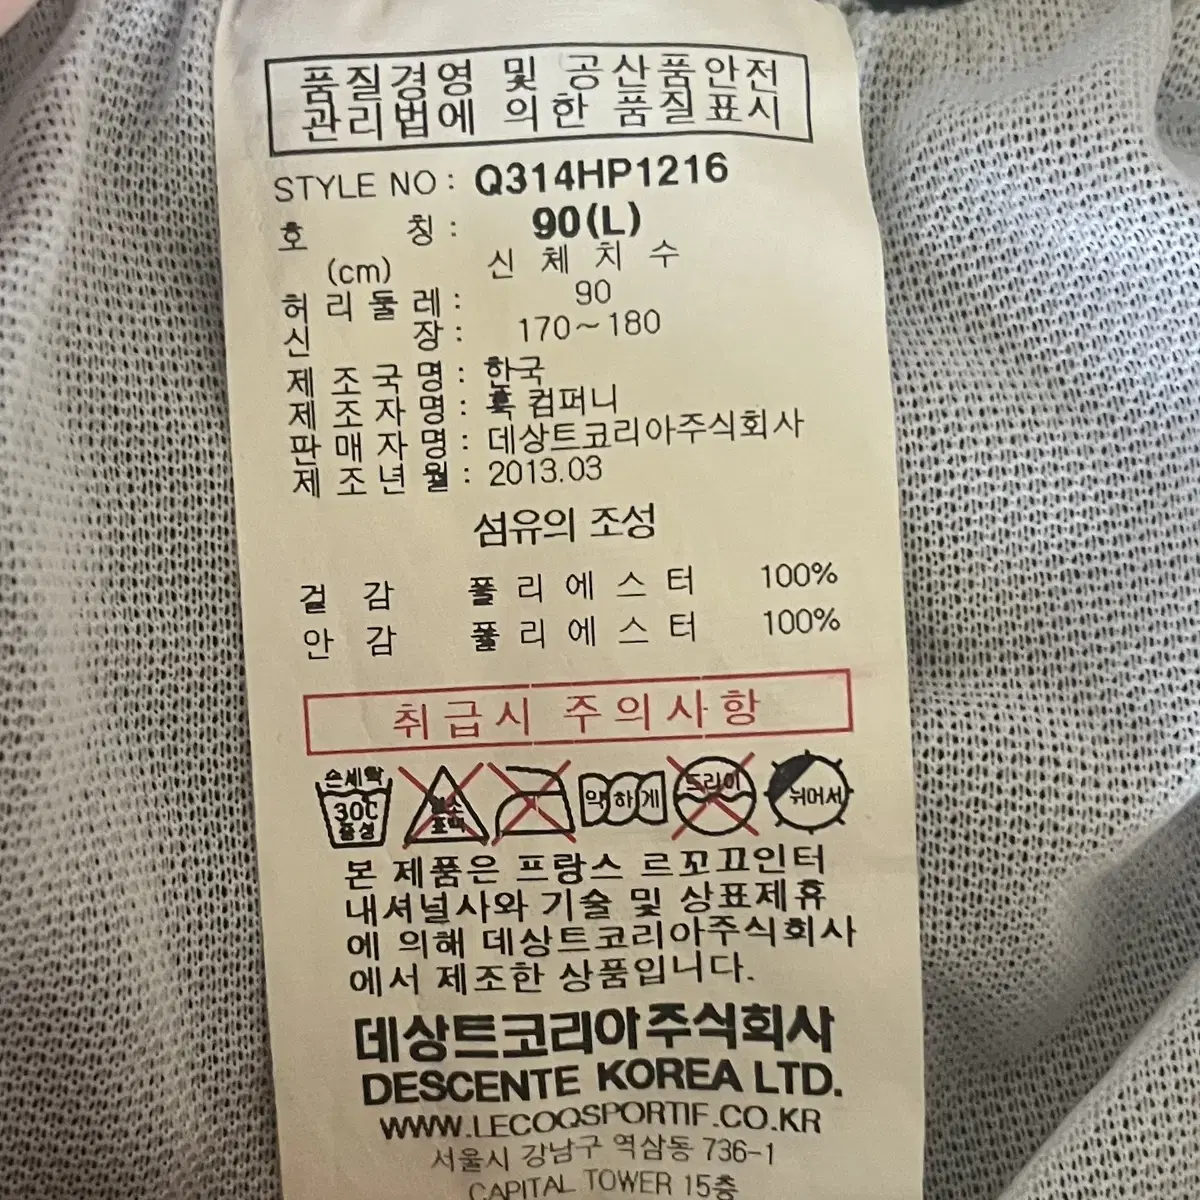 품질경영 및 공산품안전
관리법에 의한 품질표시
STYLE NO : Q314HP1216
호 칭 : 90(L)
(cm) 신 체 치 수
허 리 둘 레 : 90
신 장 : 170~180
제 조 국 명 : 한국
제 조 자 명 : 훅 컴퍼니
판 매 자 명 : 데상트코리아주식회사
제 조 년 월 : 2013.03
섬유의 조성
겉 감 폴 리 에 스 터 100%
안 감 폴 리 에 스 터 100%
취 급 시 주 의 사 항
손세탁
30C
중성
염소
표백
약하게
드라이
뉘어서
본 제품은 프랑스 르꼬끄인터
내셔널사와 기술 및 상표제휴
에 의해 데상트코리아주식회사
에서 제조한 상품입니다.
데상트코리아주식회사
DESCENTE KOREA LTD.
WWW.LECOQSPORTIF.CO.KR
서울시 강남구 역삼동 736-1
CAPITAL TOWER 15층